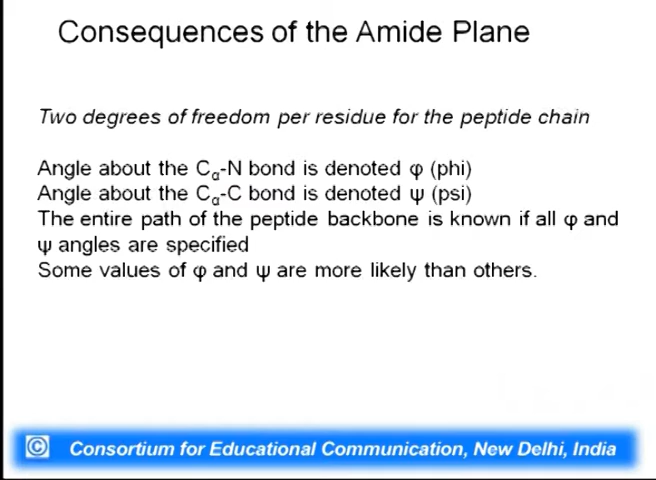 Consequences of the Amide Plane
Two degrees of freedom per residue for the peptide chain
Angle about the Cα-N bond is denoted φ (phi)
Angle about the Cα-C bond is denoted ψ (psi)
The entire path of the peptide backbone is known if all φ and
ψ angles are specified
Some values of φ and ψ are more likely than others.
© Consortium for Educational Communication, New Delhi, India